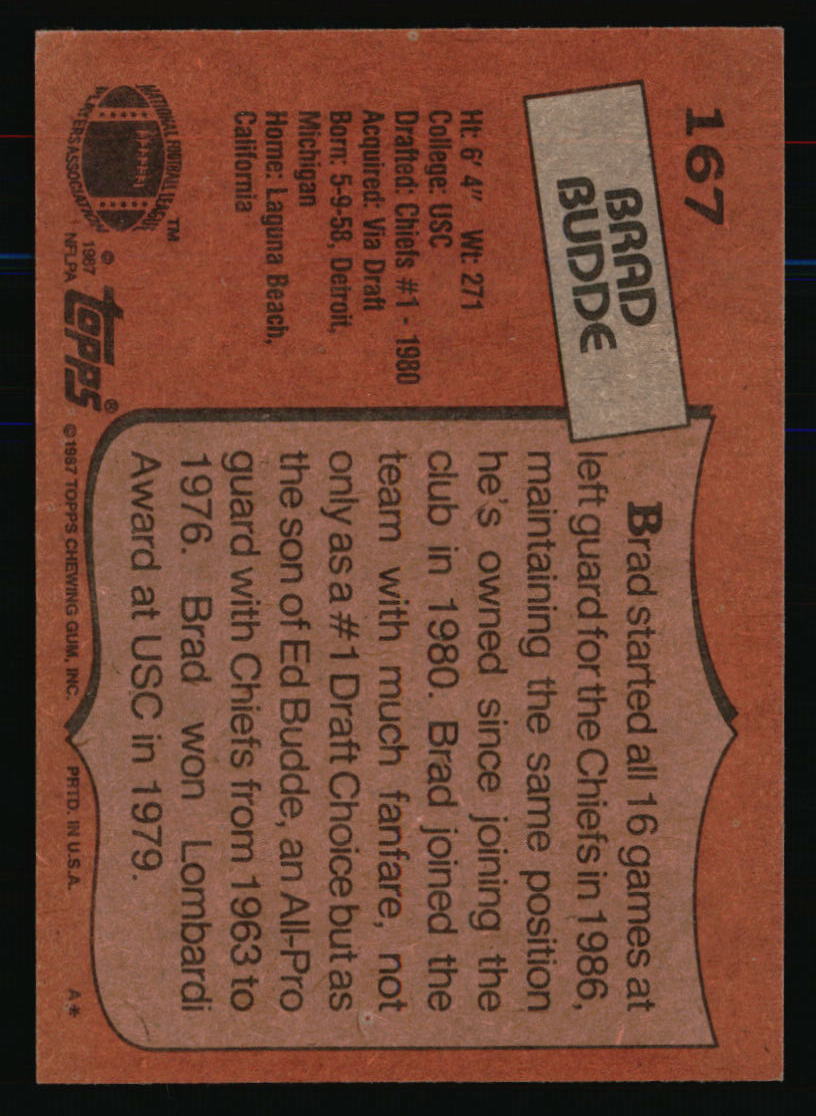 167
BRAD
BUDDE
Ht: 6' 4" Wt: 271
College: USC
Drafted: Chiefs #1 - 1980
Acquired: Via Draft
Born: 5-9-58, Detroit,
Michigan
Home: Laguna Beach,
California
NATIONAL FOOTBALL LEAGUE
PLAYERS ASSOCIATION
TM
©
1987
NFLPA
topps®
Brad started all 16 games at
left guard for the Chiefs in 1986,
maintaining the same position
he's owned since joining the
club in 1980. Brad joined the
team with much fanfare, not
only as a #1 Draft Choice but as
the son of Ed Budde, an All-Pro
guard with Chiefs from 1963 to
1976. Brad won Lombardi
Award at USC in 1979.
© 1987 TOPPS CHEWING GUM, INC. PRTD. IN U.S.A. A*